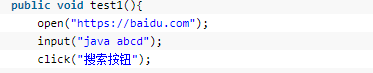 public void test1(){
open("https://baidu.com");
input("java abcd");
click("搜索按钮");